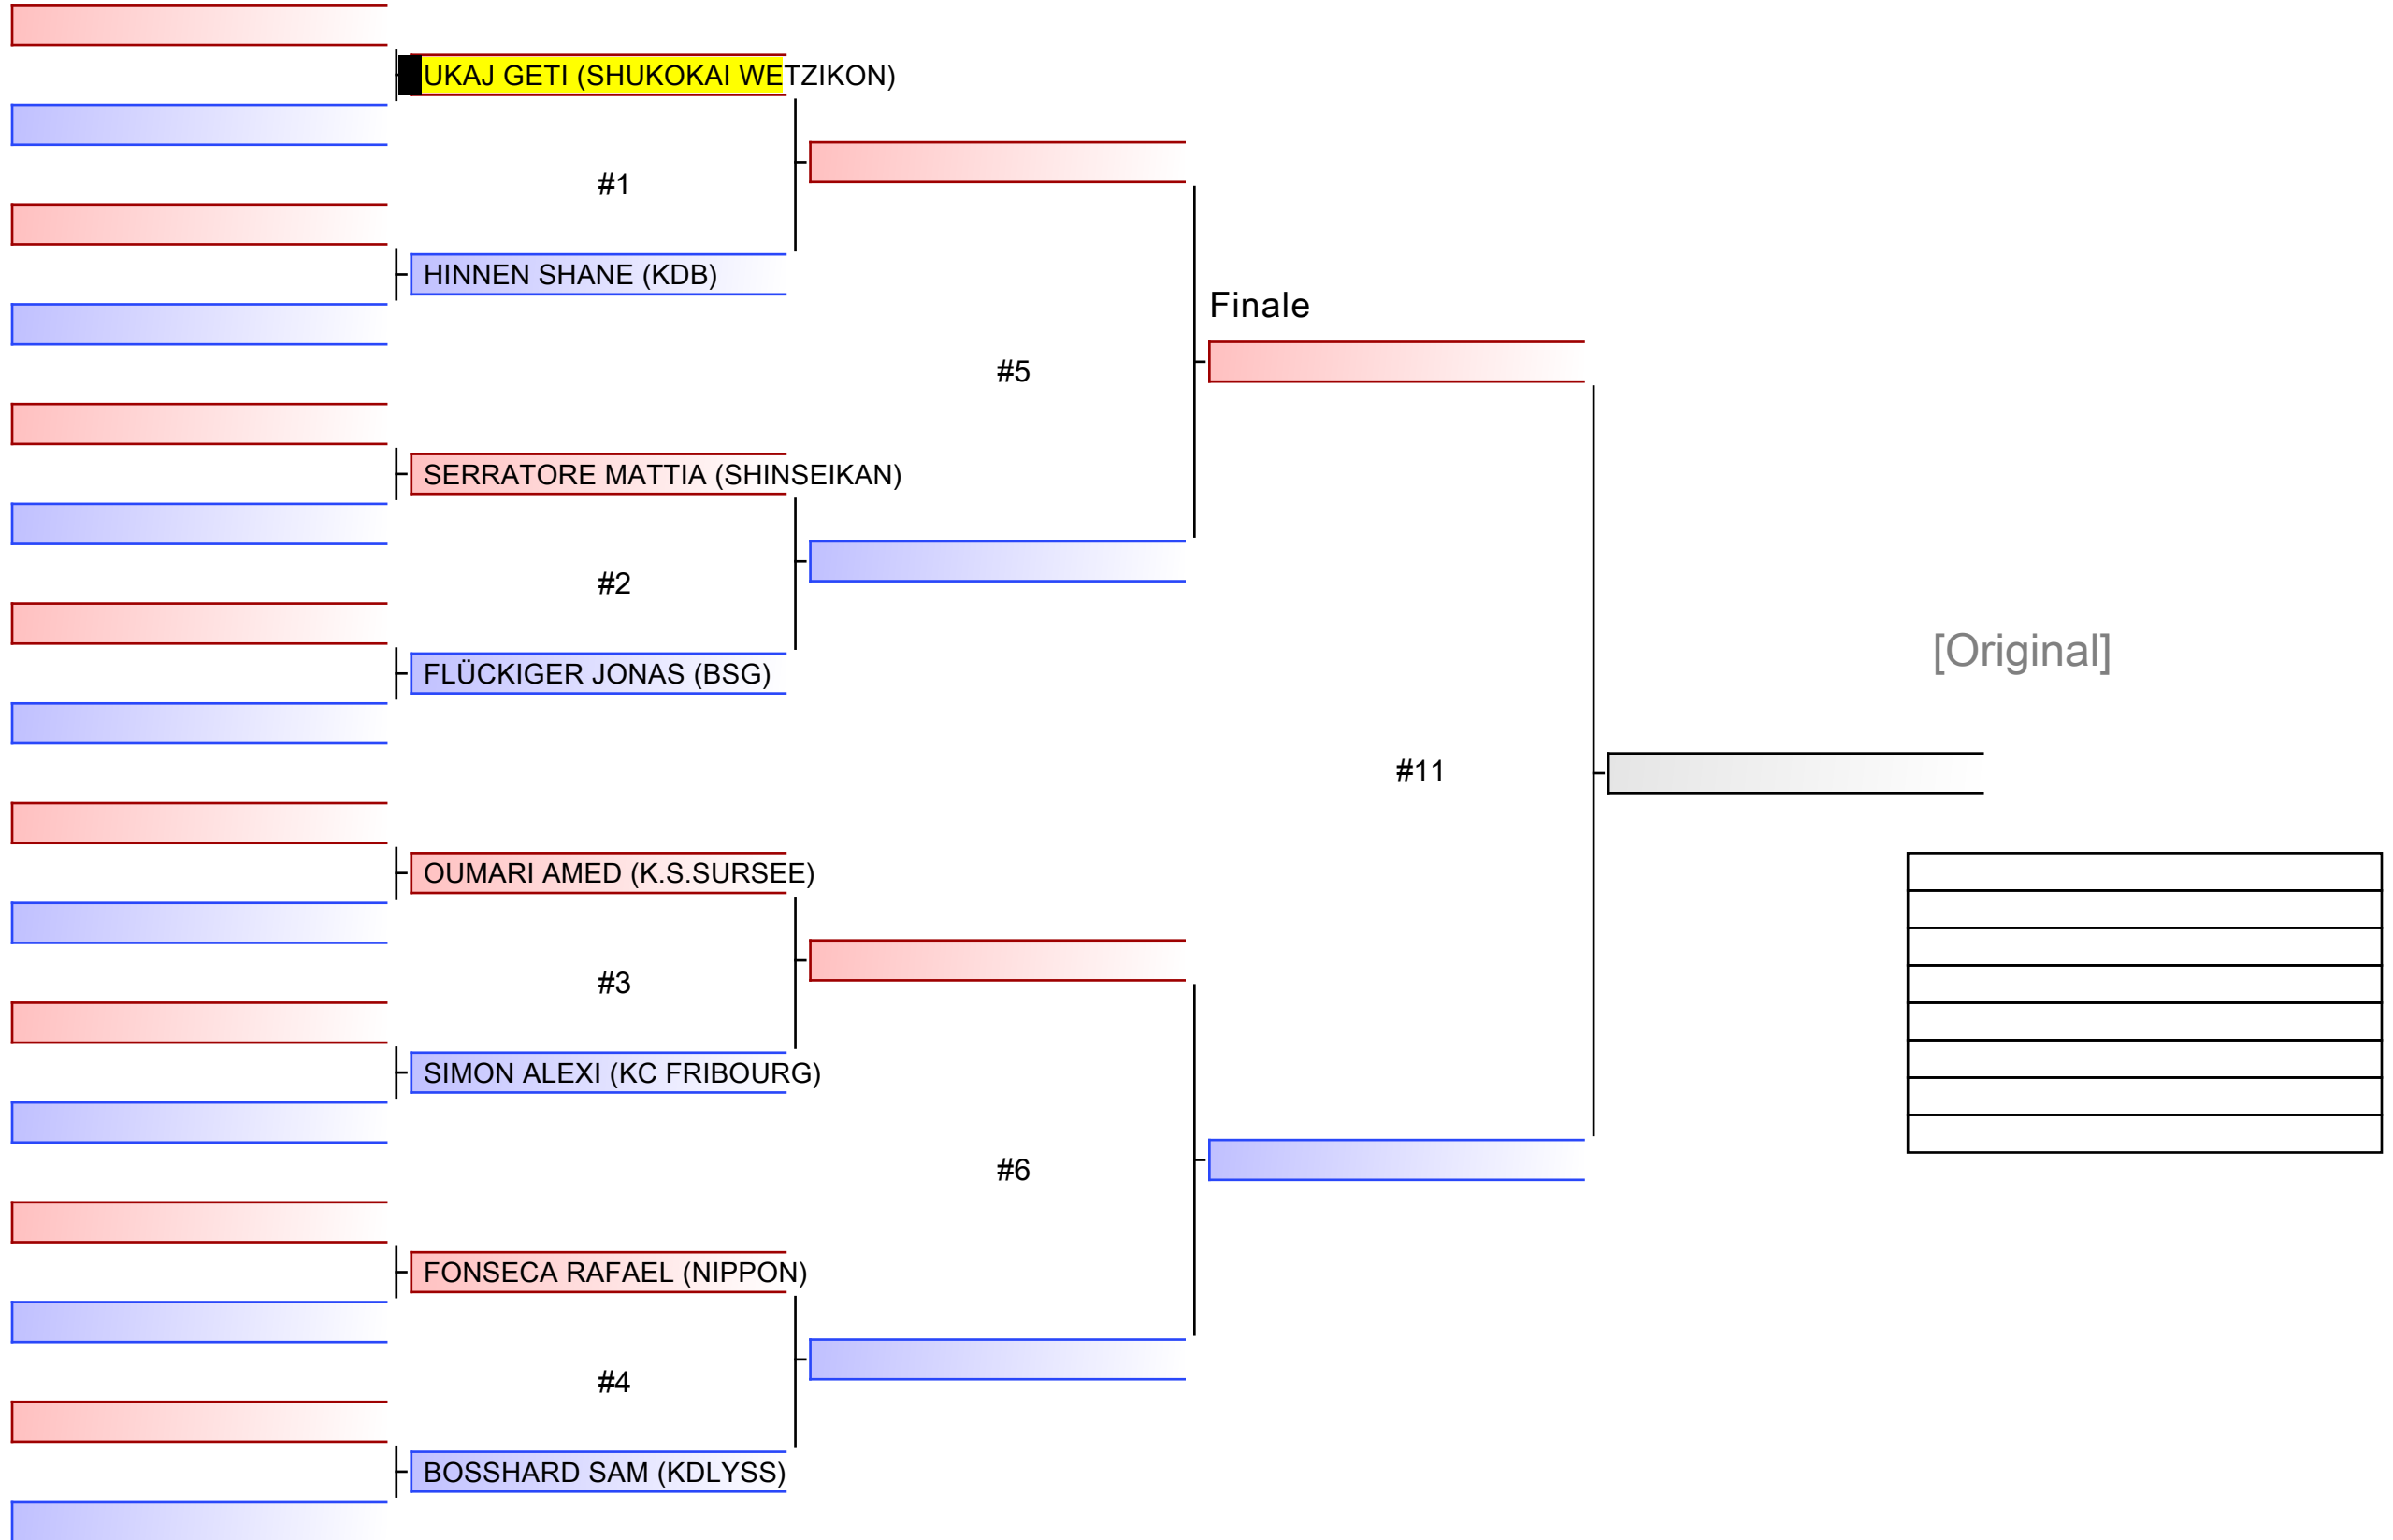 UKAJ GETI (SHUKOKAI WETZIKON)
#1
HINNEN SHANE (KDB)
Finale
#5
SERRATORE MATTIA (SHINSEIKAN)
#2
FLÜCKIGER JONAS (BSG)
[Original]
#11
OUMARI AMED (K.S.SURSEE)
#3
SIMON ALEXI (KC FRIBOURG)
#6
FONSECA RAFAEL (NIPPON)
#4
BOSSHARD SAM (KDLYSS)